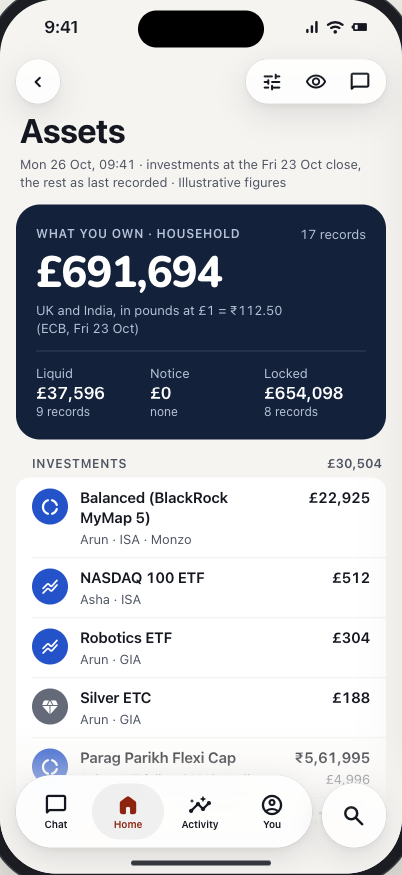 9:41
Assets
Mon 26 Oct, 09:41 · investments at the Fri 23 Oct close,
the rest as last recorded · Illustrative figures
WHAT YOU OWN · HOUSEHOLD
17 records
£691,694
UK and India, in pounds at £1 = ₹112.50
(ECB, Fri 23 Oct)
Liquid
£37,596
9 records
Notice
£0
none
Locked
£654,098
8 records
INVESTMENTS
£30,504
Balanced (BlackRock
MyMap 5)
£22,925
Arun · ISA · Monzo
NASDAQ 100 ETF
£512
Asha · ISA
Robotics ETF
£304
Arun · GIA
Silver ETC
£188
Arun · GIA
Parag Parikh Flexi Cap
₹5,61,995
£4,996
Chat
Home
Activity
You